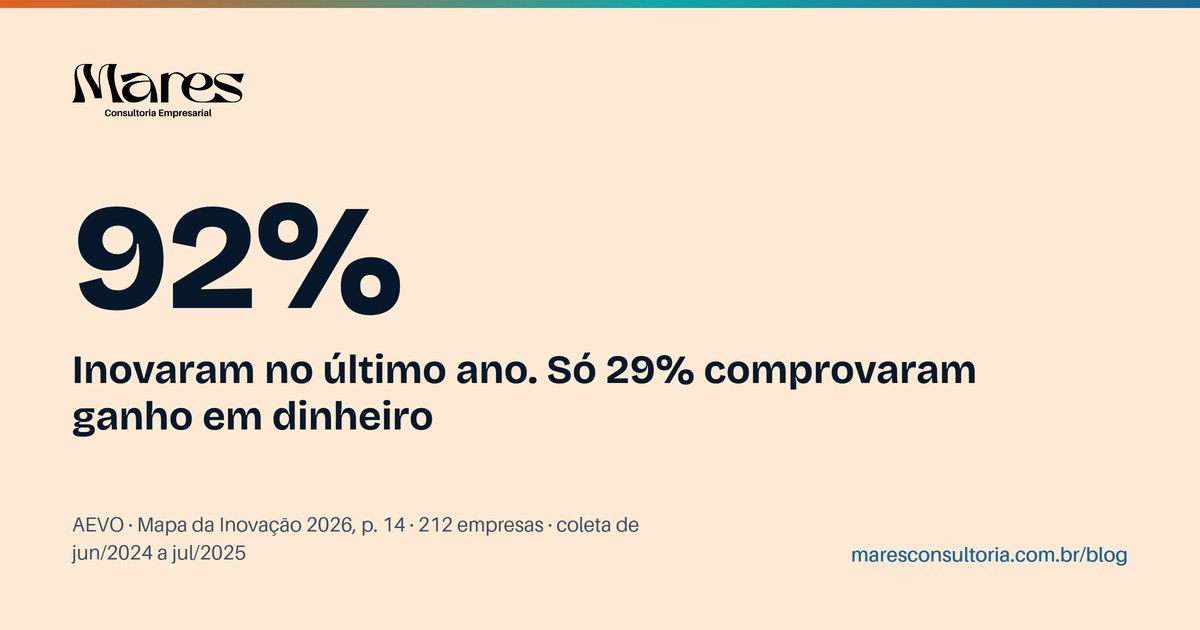 Mares
Consultoria Empresarial
92%
Inovaram no último ano. Só 29% comprovaram
ganho em dinheiro
AEVO · Mapa da Inovação 2026, p. 14 · 212 empresas · coleta de
jun/2024 a jul/2025
maresconsultoria.com.br/blog